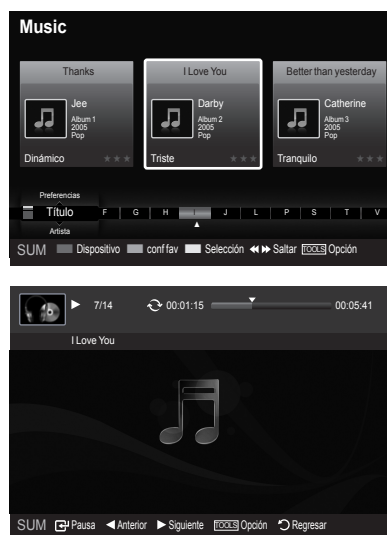 Music
Thanks
Jee
Album 1
2005
Pop
Dinámico
I Love You
Darby
Album 2
2005
Pop
Triste
Better than yesterday
Catherine
Album 3
2005
Pop
Tranquilo
Preferencias
Título F G H I J L P S T V
Artista
SUM Dispositivo conf fav Selección Saltar TOOLS Opción
7/14 00:01:15 00:05:41
I Love You
SUM Pausa Anterior Siguiente TOOLS Opción Regresar